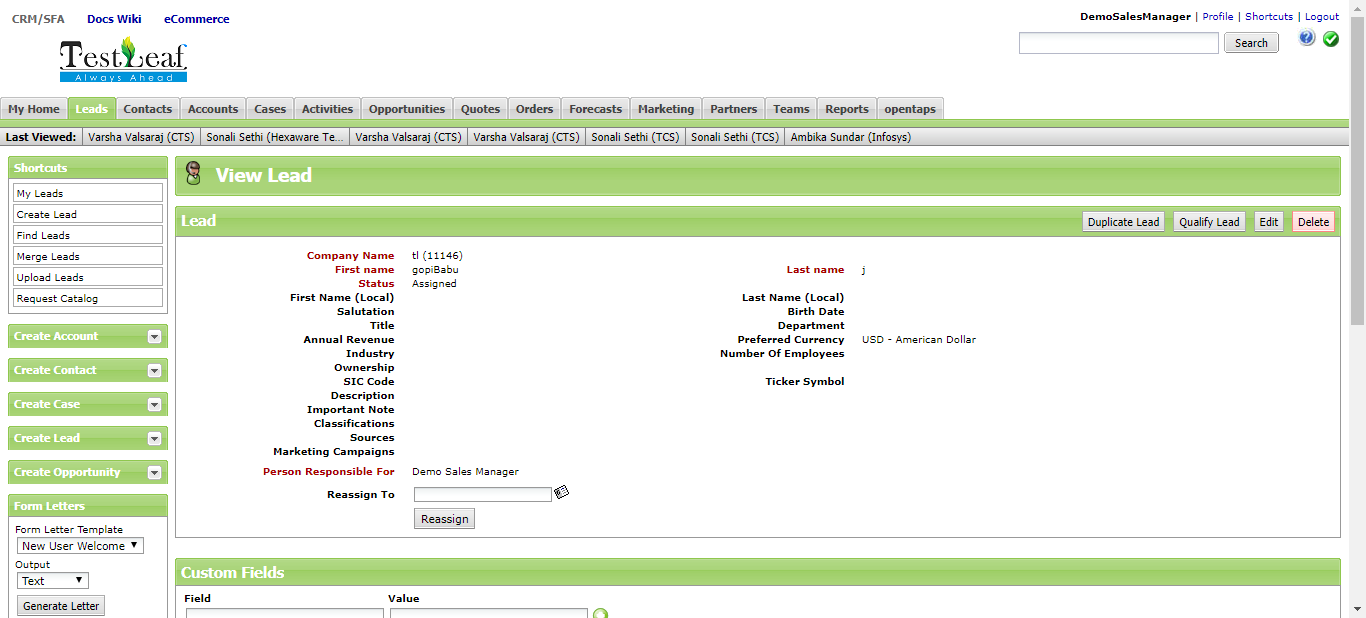 CRM/SFA Docs Wiki eCommerce
DemoSalesManager | Profile | Shortcuts | Logout
TestLeaf
Always Ahead
Search
My Home Leads Contacts Accounts Cases Activities Opportunities Quotes Orders Forecasts Marketing Partners Teams Reports opentaps
Last Viewed: Varsha Valsaraj (CTS) Sonali Sethi (Hexaware Te... Varsha Valsaraj (CTS) Varsha Valsaraj (CTS) Sonali Sethi (TCS) Sonali Sethi (TCS) Ambika Sundar (Infosys)
Shortcuts
My Leads
Create Lead
Find Leads
Merge Leads
Upload Leads
Request Catalog
Create Account
Create Contact
Create Case
Create Lead
Create Opportunity
Form Letters
Form Letter Template
New User Welcome
Output
Text
Generate Letter
View Lead
Lead Duplicate Lead Qualify Lead Edit Delete
Company Name tl (11146)
First name gopiBabu Last name j
Status Assigned
First Name (Local) Last Name (Local)
Salutation Birth Date
Title Department
Annual Revenue Preferred Currency USD - American Dollar
Industry Number Of Employees
Ownership
SIC Code Ticker Symbol
Description
Important Note
Classifications
Sources
Marketing Campaigns
Person Responsible For Demo Sales Manager
Reassign To
Reassign
Custom Fields
Field Value